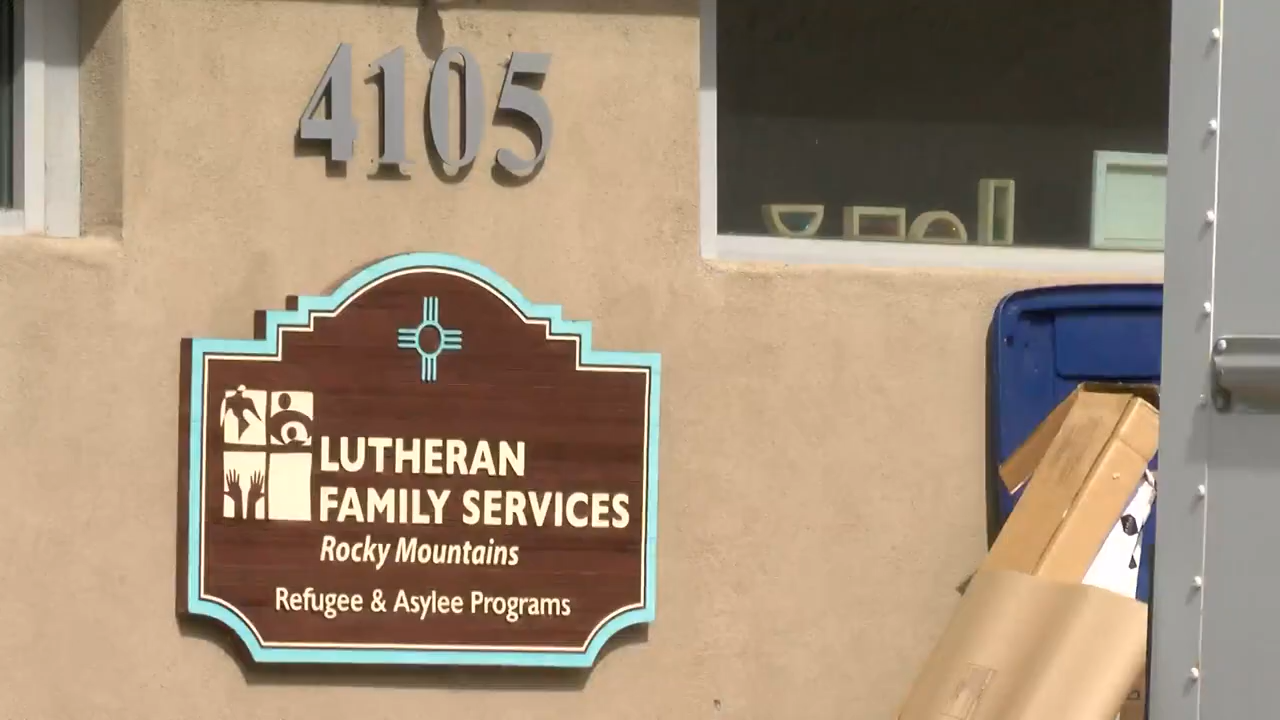 4105
LUTHERAN
FAMILY SERVICES
Rocky Mountains
Refugee & Asylee Programs